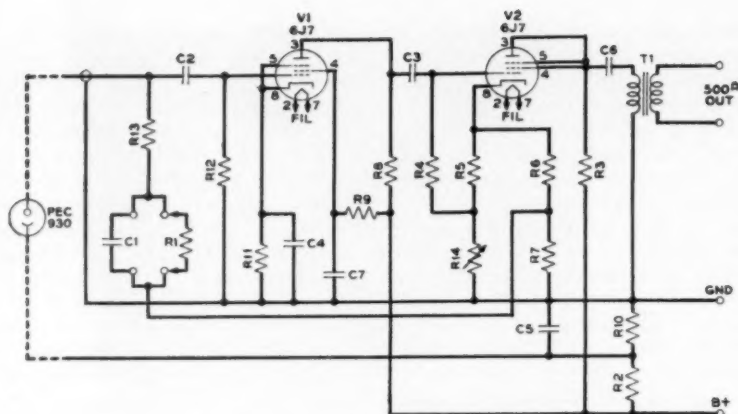 V1
6J7
V2
6J7
C2
3
5
4
8
2 7
FIL
C3
3
5
4
8
2 7
FIL
C6
T1
500Ω
OUT
R13
R12
R8
R4
R5
R6
R3
PEC
930
C1
R1
R9
R11
C4
C7
R14
R7
C5
GND
R10
R2
B+